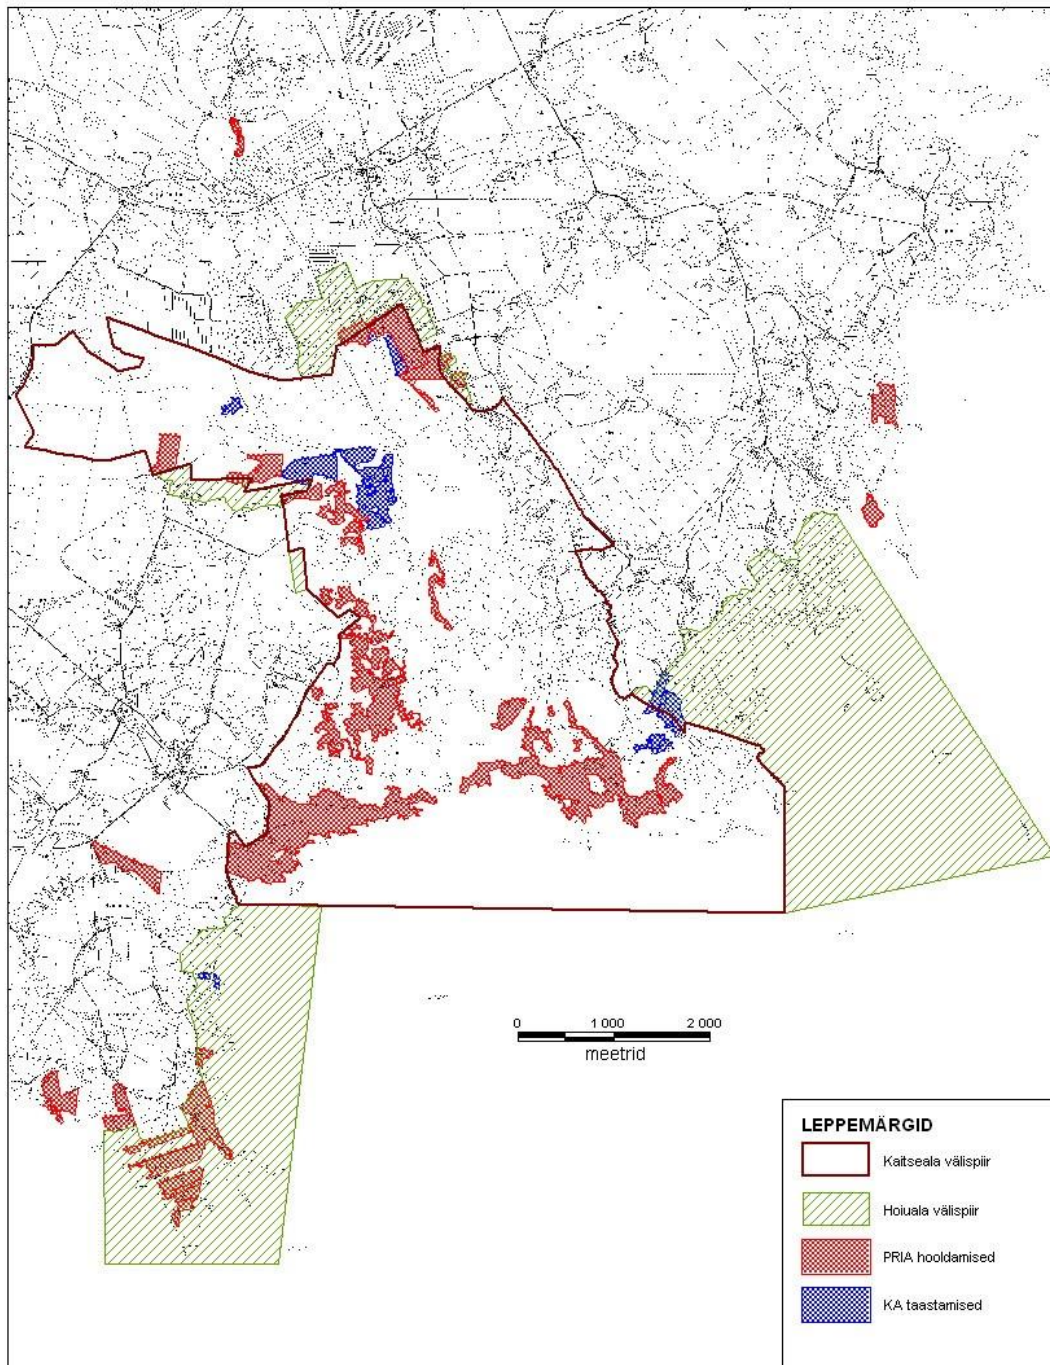 0 1 000 2 000
meetrid
LEPPEMÄRGID
Kaitseala välispiir
Hoiuala välispiir
PRIA hooldamised
KA taastamised